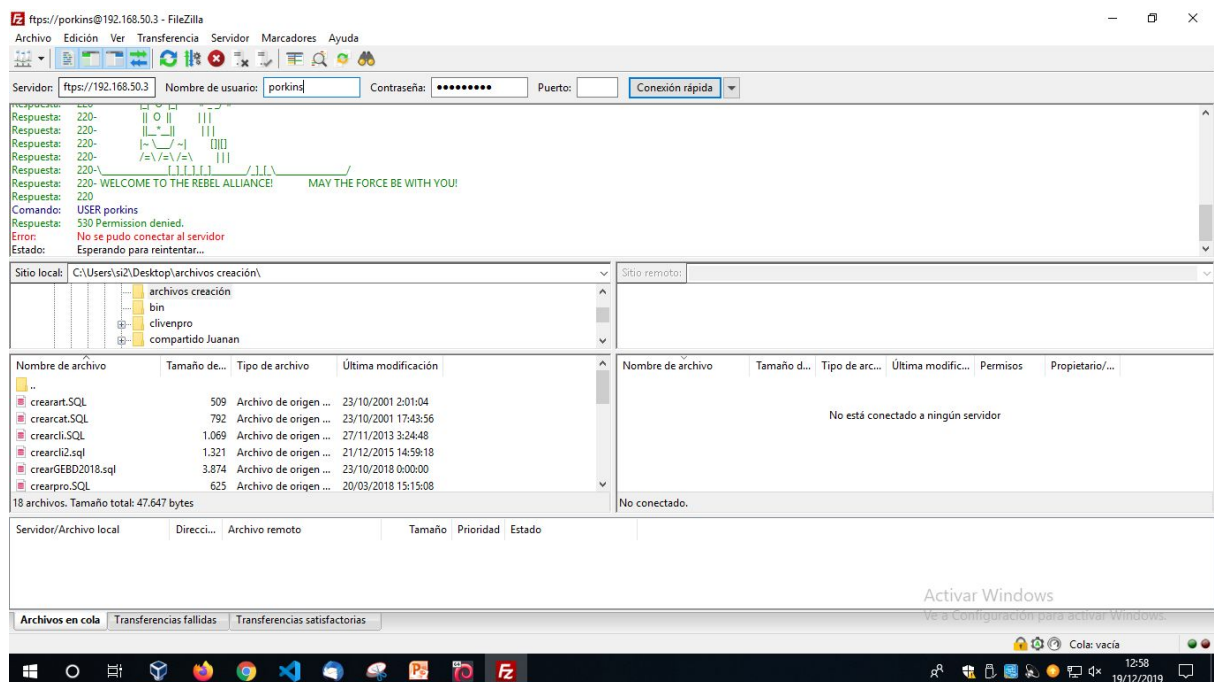 ftps://porkins@192.168.50.3 - FileZilla
Archivo Edición Ver Transferencia Servidor Marcadores Ayuda
Servidor: ftps://192.168.50.3 Nombre de usuario: porkins Contraseña: ●●●●●●●●● Puerto: Conexión rápida
Respuesta: 220- || O || |||
Respuesta: 220- ||__*__|| |||
Respuesta: 220- |~ \___/ ~| []|[]
Respuesta: 220- /=\ /=\ /=\ |||
Respuesta: 220-\________________[_]_[_]_[_]________/_]_[_\_________________/
Respuesta: 220- WELCOME TO THE REBEL ALLIANCE! MAY THE FORCE BE WITH YOU!
Respuesta: 220
Comando: USER porkins
Respuesta: 530 Permission denied.
Error: No se pudo conectar al servidor
Estado: Esperando para reintentar...
Sitio local: C:\Users\si2\Desktop\archivos creación\ Sitio remoto:
archivos creación
bin
clivenpro
compartido Juanan
Nombre de archivo Tamaño de... Tipo de archivo Última modificación
..
crearart.SQL 509 Archivo de origen ... 23/10/2001 2:01:04
crearcat.SQL 792 Archivo de origen ... 23/10/2001 17:43:56
crearcli.SQL 1.069 Archivo de origen ... 27/11/2013 3:24:48
crearcli2.sql 1.321 Archivo de origen ... 21/12/2015 14:59:18
crearGEBD2018.sql 3.874 Archivo de origen ... 23/10/2018 0:00:00
crearpro.SQL 625 Archivo de origen ... 20/03/2018 15:15:08
18 archivos. Tamaño total: 47.647 bytes
Nombre de archivo Tamaño d... Tipo de arc... Última modific... Permisos Propietario/...
No está conectado a ningún servidor
No conectado.
Servidor/Archivo local Direcci... Archivo remoto Tamaño Prioridad Estado
Activar Windows
Ve a Configuración para activar Windows.
Archivos en cola Transferencias fallidas Transferencias satisfactorias
Cola: vacía
12:58
19/12/2019